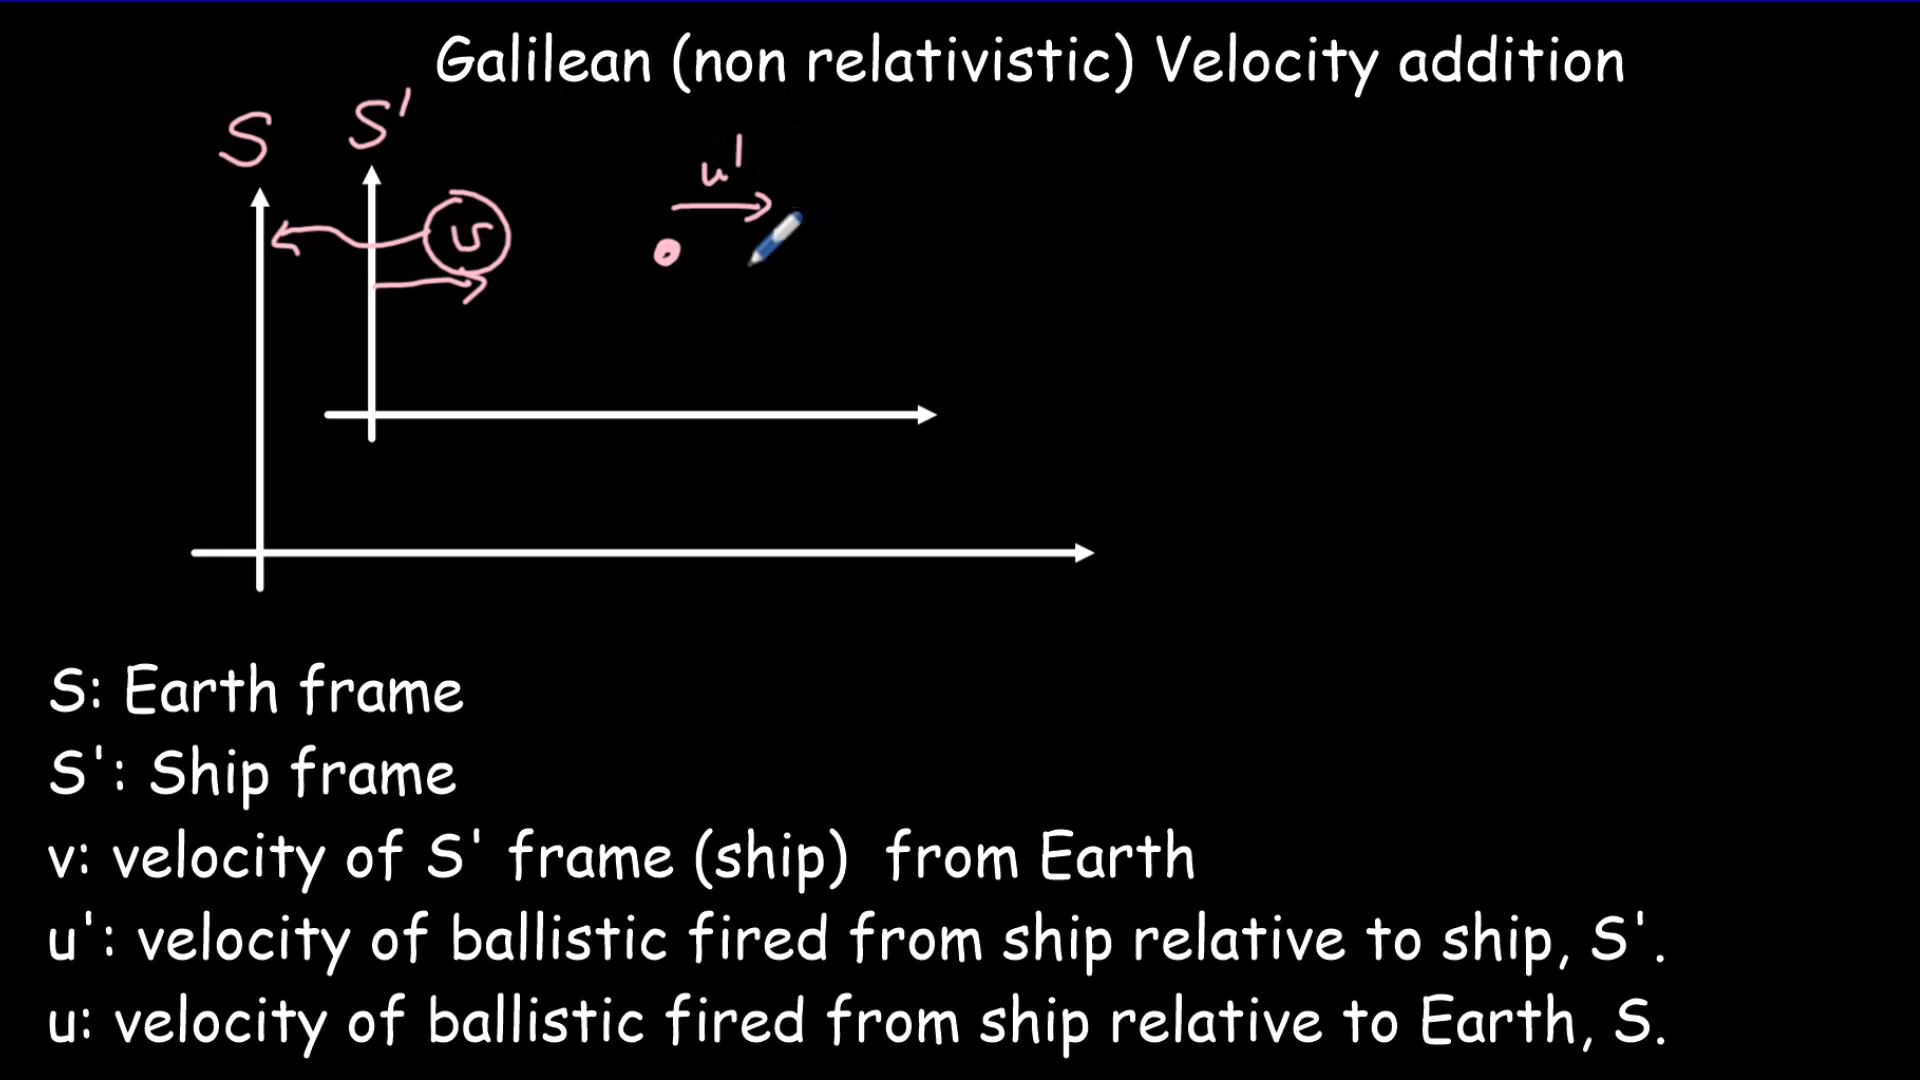 Galilean (non relativistic) Velocity addition
S S'
u'
v
S: Earth frame
S': Ship frame
v: velocity of S' frame (ship) from Earth
u': velocity of ballistic fired from ship relative to ship, S'.
u: velocity of ballistic fired from ship relative to Earth, S.